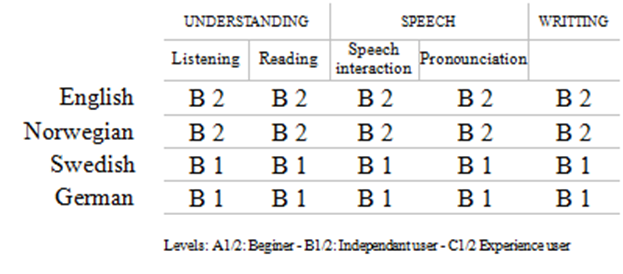 UNDERSTANDING SPEECH WRITTING
Listening Reading Speech interaction Pronounciation
English B 2 B 2 B 2 B 2 B 2
Norwegian B 2 B 2 B 2 B 2 B 2
Swedish B 1 B 1 B 1 B 1 B 1
German B 1 B 1 B 1 B 1 B 1
Levels: A1/2: Beginer - B1/2: Independant user - C1/2 Experience user